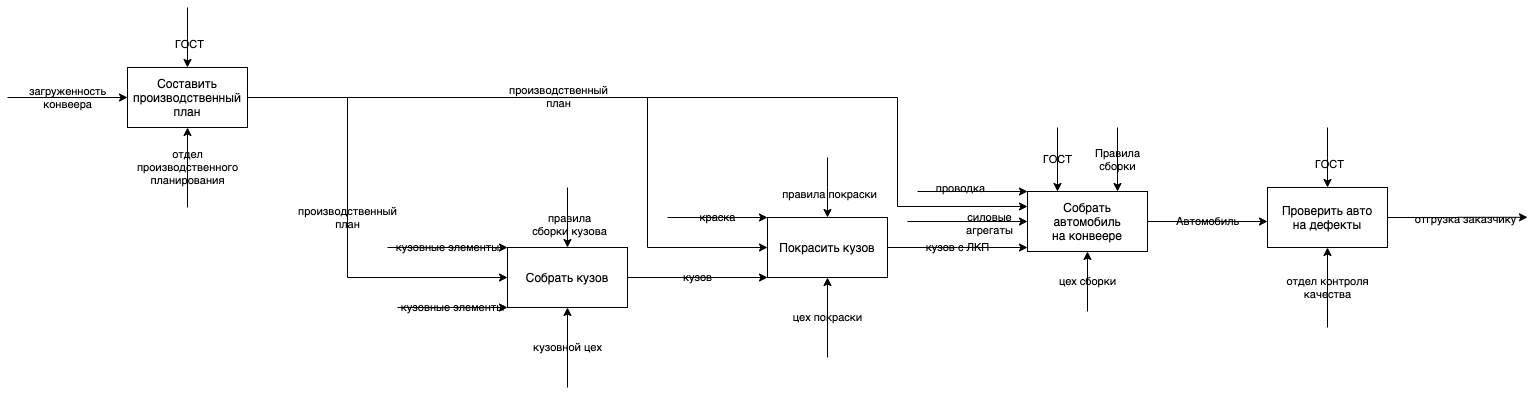 ГОСТ
загруженность
конвеера
Составить
производственный
план
производственный
план
отдел
производственного
планирования
ГОСТ
Правила
сборки
ГОСТ
правила покраски
проводка
производственный
план
правила
сборки кузова
краска
силовые
агрегаты
Собрать
автомобиль
на конвеере
Автомобиль
Проверить авто
на дефекты
отгрузка заказчику
кузовные элементы
Покрасить кузов
кузов с ЛКП
Собрать кузов
кузов
цех сборки
отдел контроля
качества
кузовные элементы
цех покраски
кузовной цех